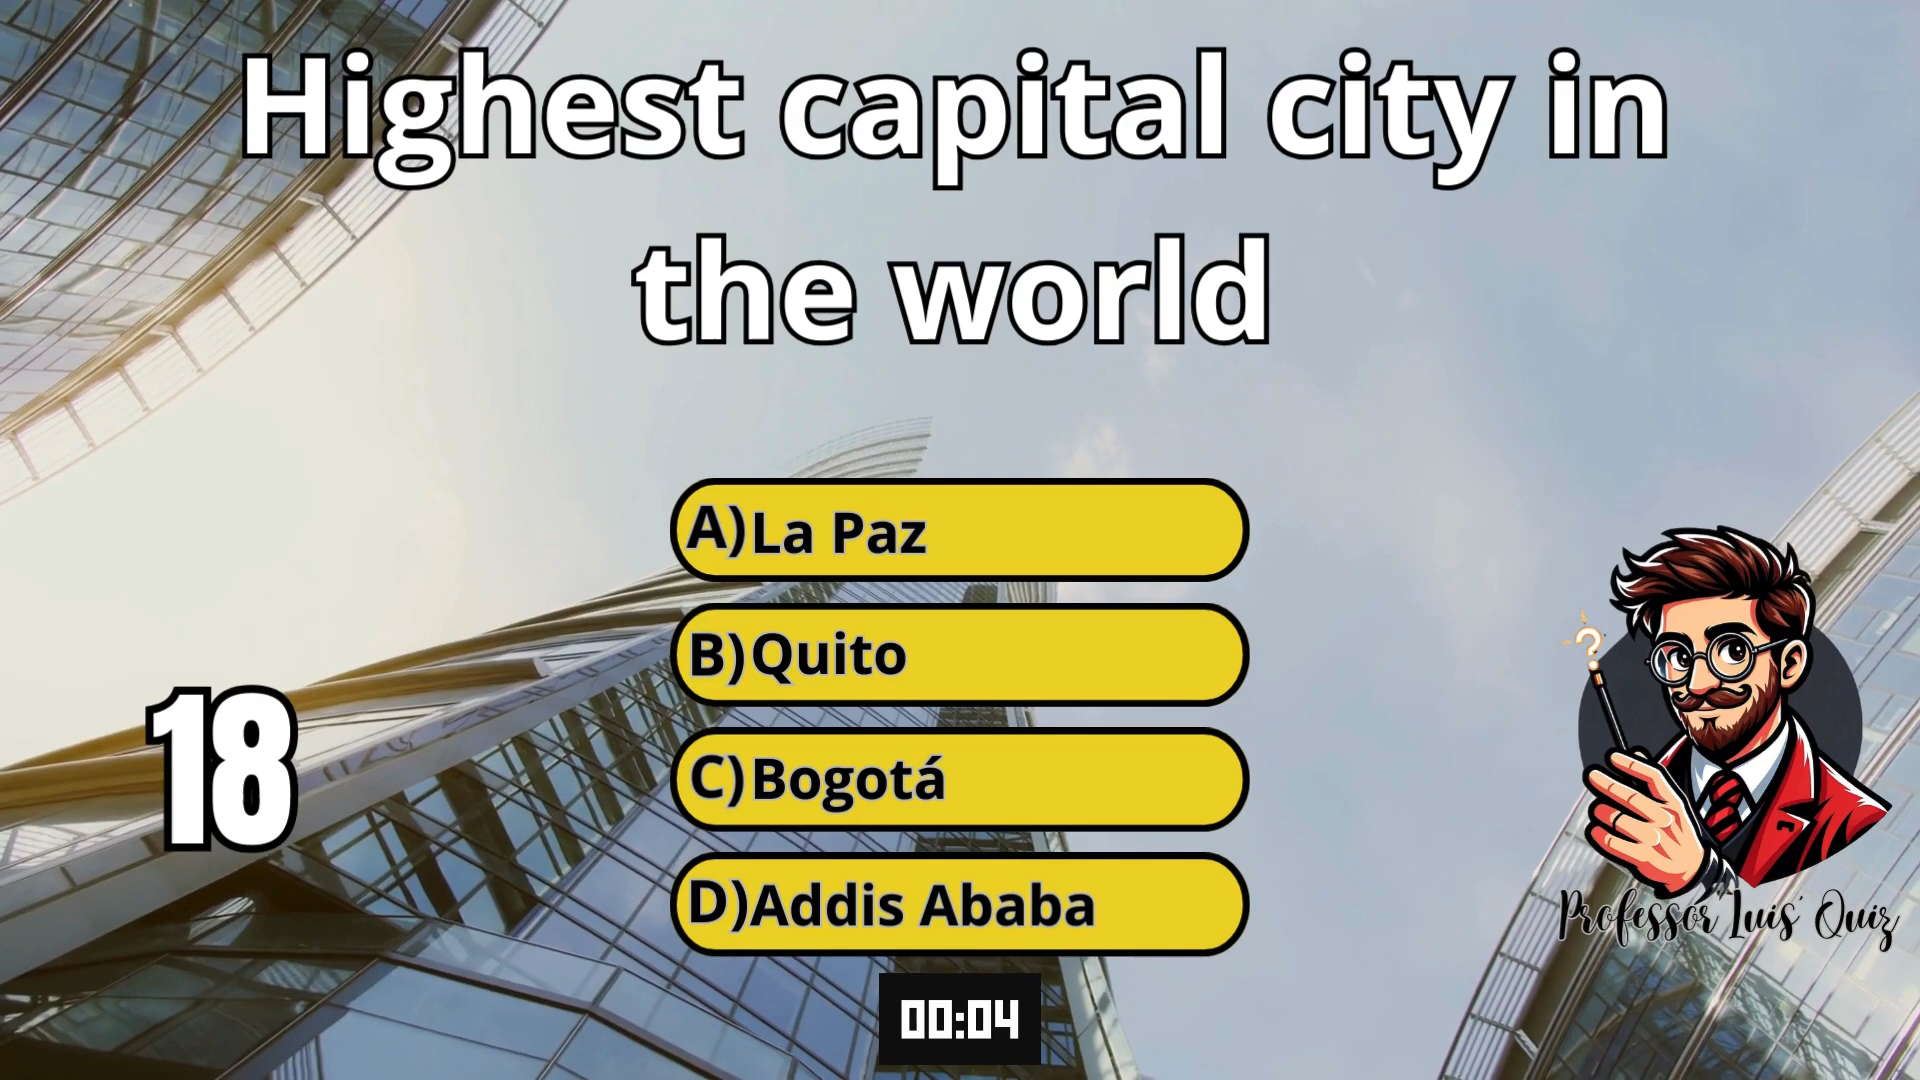 Highest capital city in
the world
A) La Paz
B) Quito
18
C) Bogotá
D) Addis Ababa
Professor Luis' Quiz
00:04